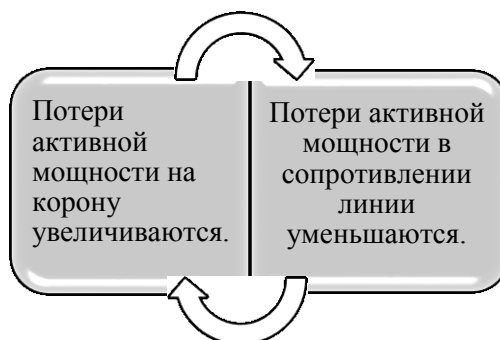 Потери
активной
мощности на
корону
увеличиваются.
Потери активной
мощности в
сопротивлении
линии
уменьшаются.